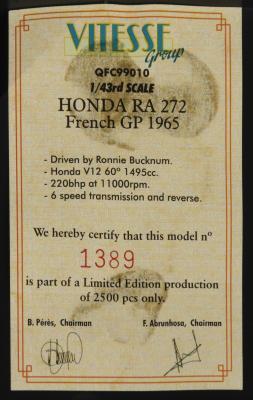 VITESSE
Group
QFC99010
1/43rd SCALE
HONDA RA 272
French GP 1965
- Driven by Ronnie Bucknum.
- Honda V12 60º 1495cc.
- 220bhp at 11000rpm.
- 6 speed transmission and reverse.
We hereby certify that this model nº
1389
is part of a Limited Edition production
of 2500 pcs only.
B. Pérès, Chairman F. Abrunhosa, Chairman